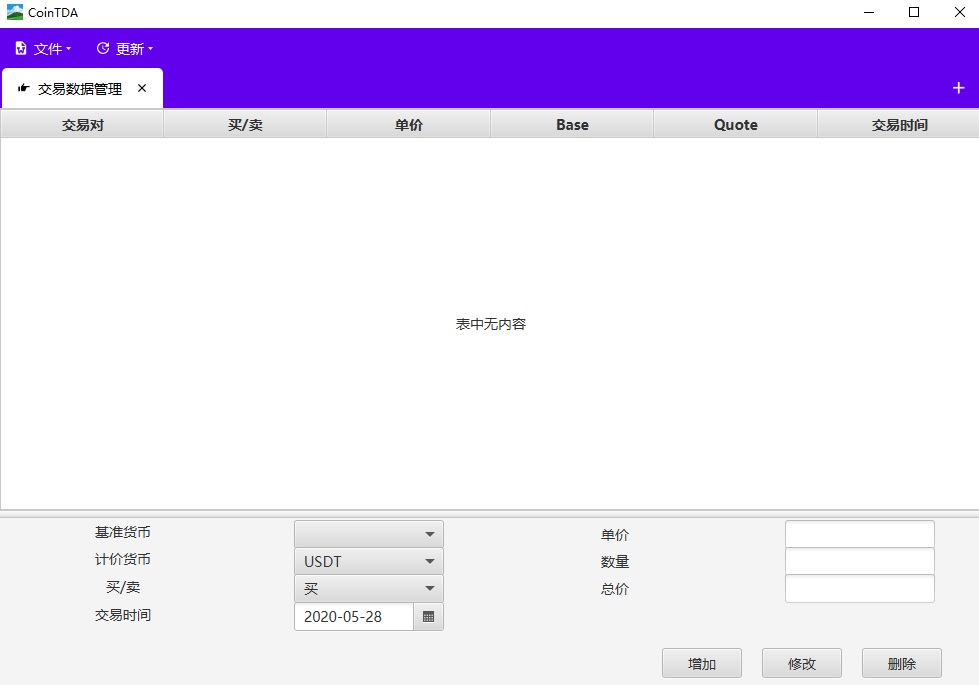 CoinTDA
文件 更新
交易数据管理
交易对 买/卖 单价 Base Quote 交易时间
表中无内容
基准货币 单价
计价货币 USDT 数量
买/卖 买 总价
交易时间 2020-05-28
增加 修改 删除